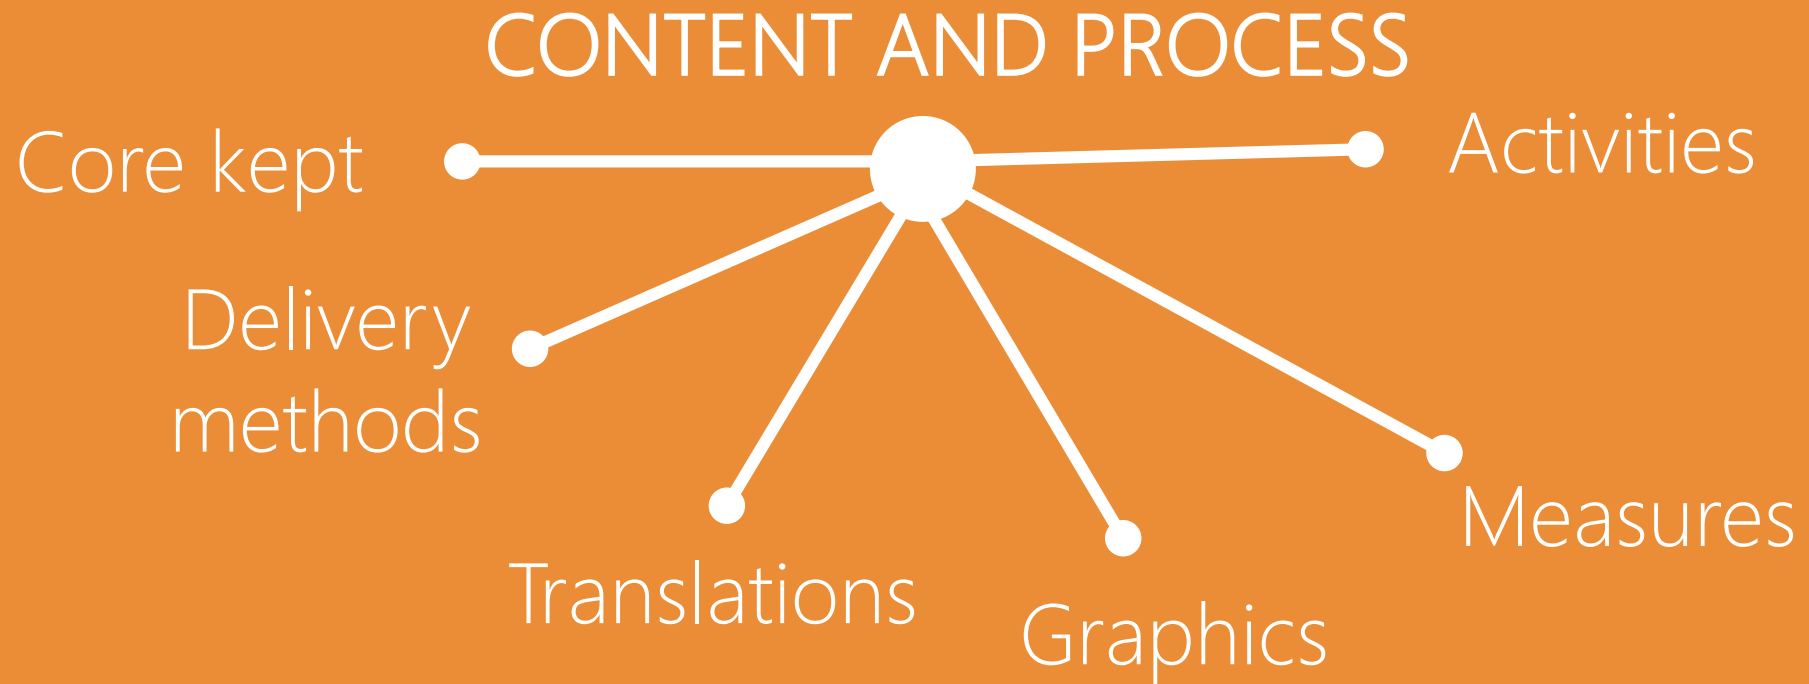 CONTENT AND PROCESS
Core kept
Activities
Delivery
methods
Measures
Translations
Graphics